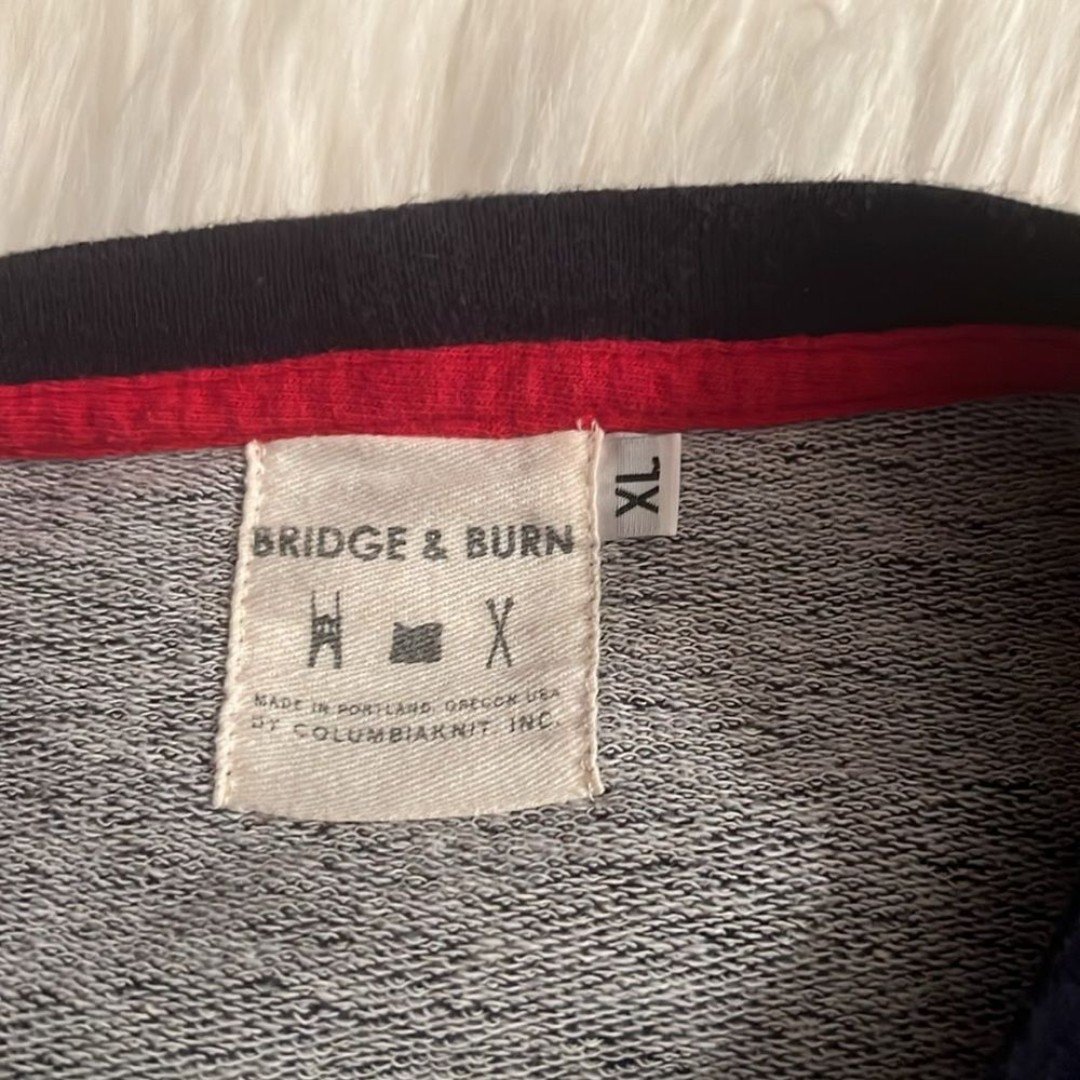 BRIDGE & BURN
XL
MADE IN PORTLAND, OREGON USA
BY COLUMBIAKNIT, INC.